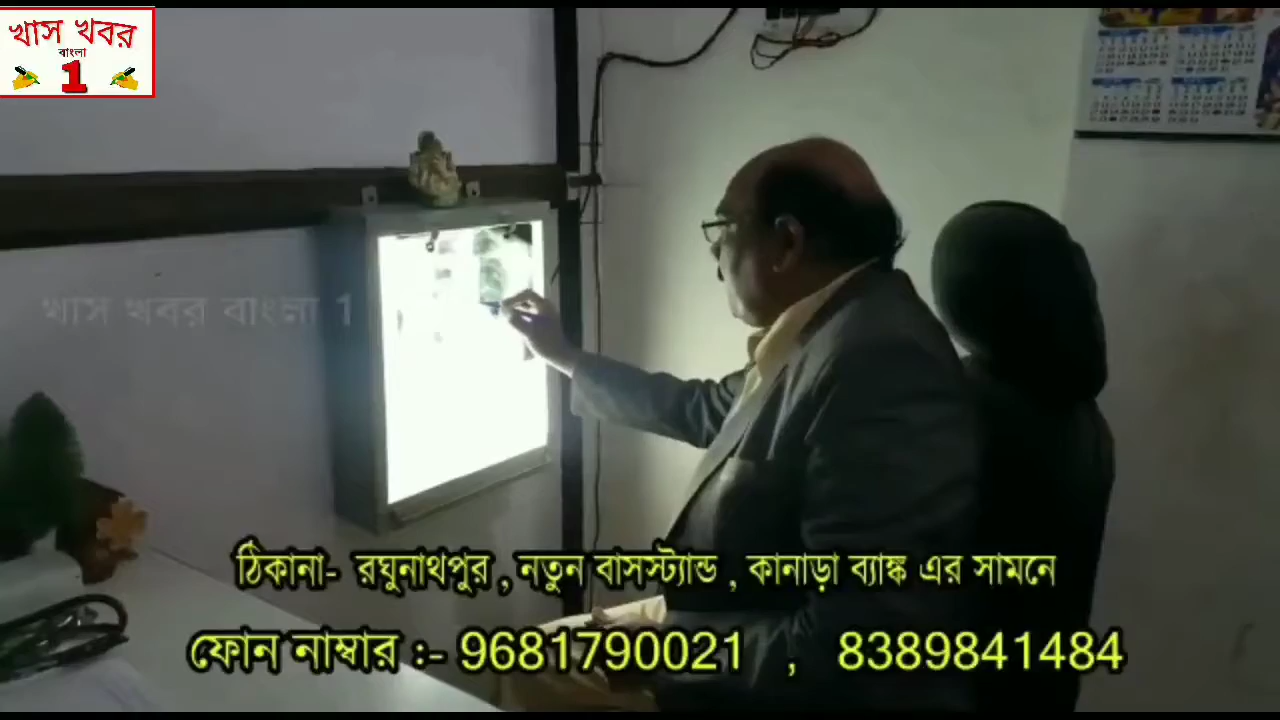 খাস খবর
বাংলা
1
খাস খবর বাংলা 1
ঠিকানা- রঘুনাথপুর , নতুন বাসস্ট্যান্ড , কানাড়া ব্যাঙ্ক এর সামনে
ফোন নাম্বার :- 9681790021 , 8389841484